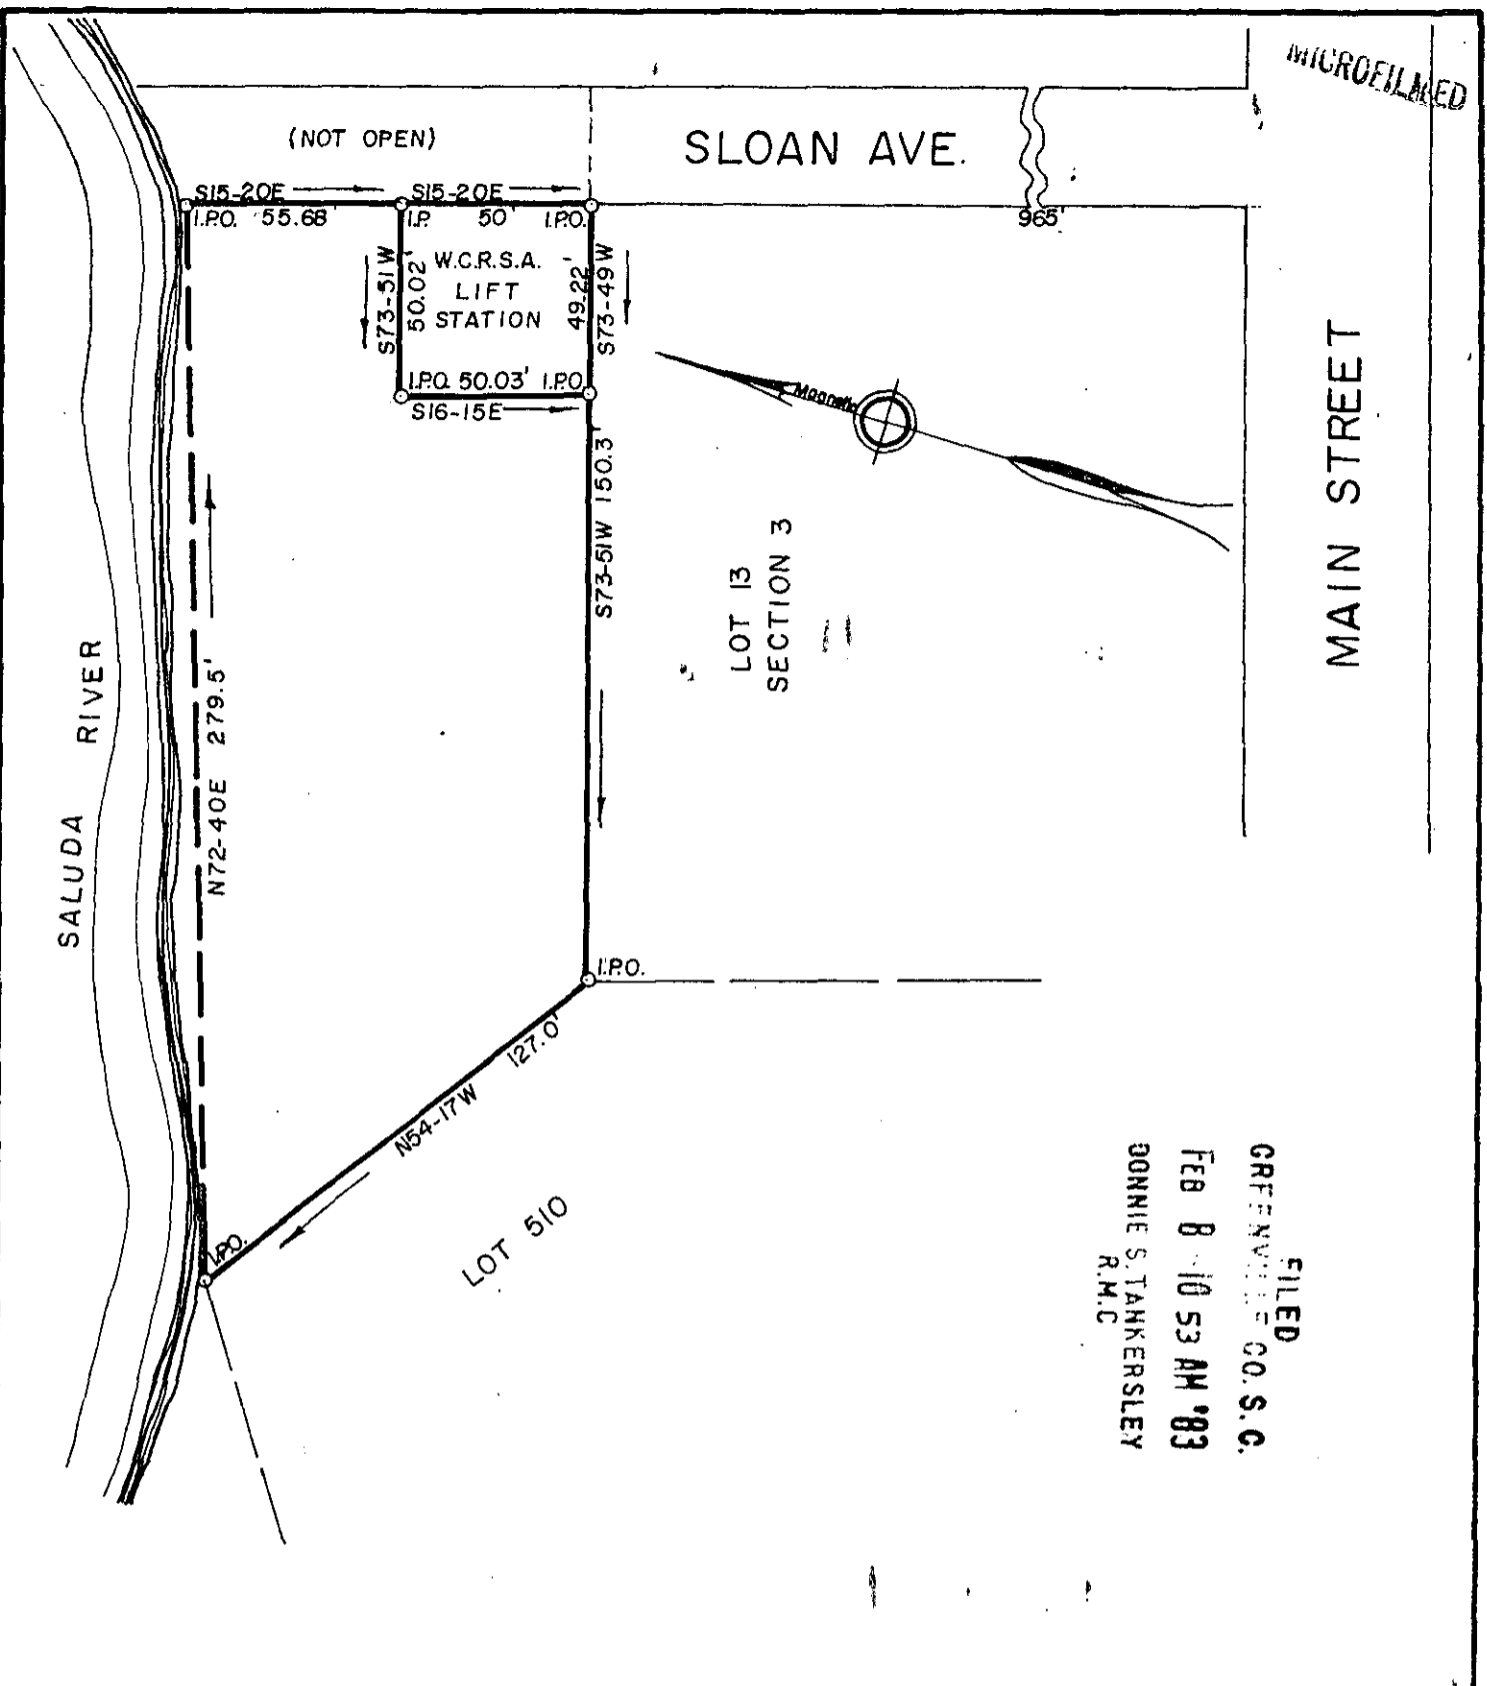 MICROFILMED
(NOT OPEN)
SLOAN AVE.
S15-20E
S15-20E
I.P.O. 55.68'
I.P. 50' I.P.O.
965'
S73-51W
50.02'
W.C.R.S.A.
LIFT
STATION
49.22'
S73-49W
I.P.O. 50.03' I.P.O.
S16-15E
Magnetic
MAIN STREET
S73-51W 150.3'
LOT 13
SECTION 3
SALUDA RIVER
N72-40E 279.5'
I.P.O.
127.0'
N54-17W
I.P.O.
LOT 510
FILED
GREENVILLE CO. S.C.
FEB 8 10 53 AM '83
DONNIE S. TANKERSLEY
R.M.C